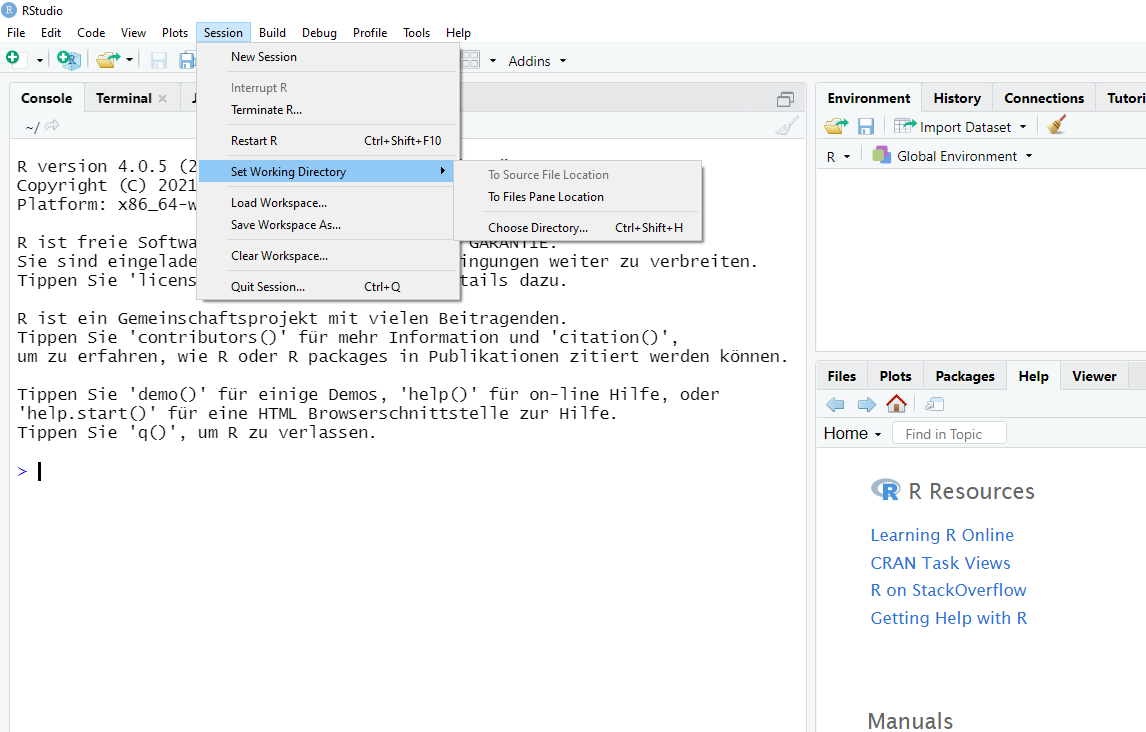 RStudio
File Edit Code View Plots Session Build Debug Profile Tools Help
Addins
New Session
Interrupt R
Terminate R...
Restart R Ctrl+Shift+F10
Set Working Directory
Load Workspace...
Save Workspace As...
Clear Workspace...
Quit Session... Ctrl+Q
To Source File Location
To Files Pane Location
Choose Directory... Ctrl+Shift+H
Console Terminal
~/
R version 4.0.5 (2
Copyright (C) 2021
Platform: x86_64-w
R ist freie Softwa GARANTIE.
Sie sind eingelade ingungen weiter zu verbreiten.
Tippen Sie 'licens tails dazu.
R ist ein Gemeinschaftsprojekt mit vielen Beitragenden.
Tippen Sie 'contributors()' für mehr Information und 'citation()',
um zu erfahren, wie R oder R packages in Publikationen zitiert werden können.
Tippen Sie 'demo()' für einige Demos, 'help()' für on-line Hilfe, oder
'help.start()' für eine HTML Browserschnittstelle zur Hilfe.
Tippen Sie 'q()', um R zu verlassen.
>
Environment History Connections Tutori
Import Dataset
R Global Environment
Files Plots Packages Help Viewer
Home Find in Topic
R R Resources
Learning R Online
CRAN Task Views
R on StackOverflow
Getting Help with R
Manuals